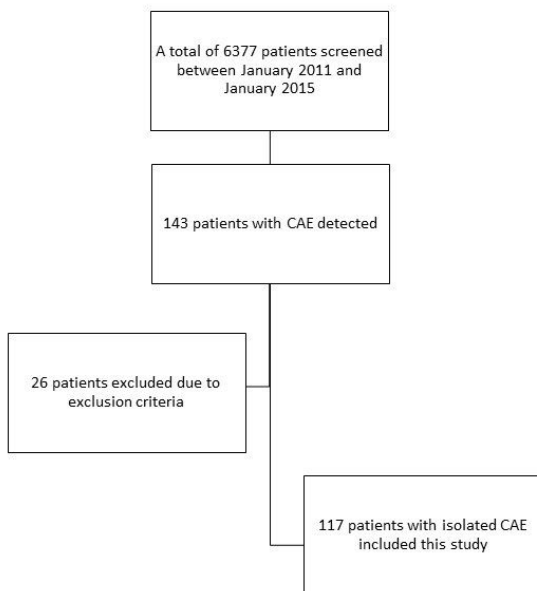 A total of 6377 patients screened
between January 2011 and
January 2015
143 patients with CAE detected
26 patients excluded due to
exclusion criteria
117 patients with isolated CAE
included this study